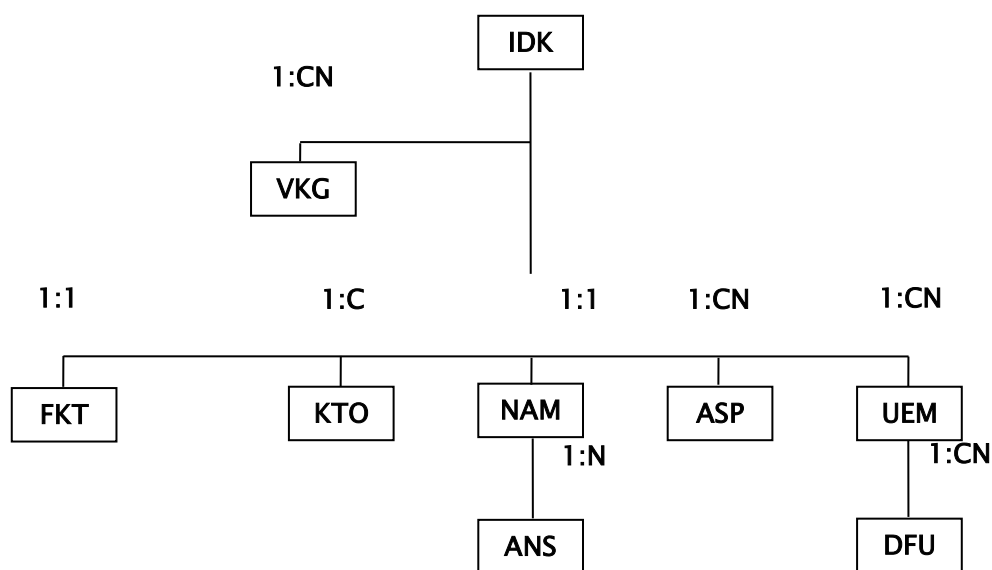 IDK
1:CN
VKG
1:1
1:C
1:1
1:CN
1:CN
FKT
KTO
NAM
ASP
UEM
1:N
1:CN
ANS
DFU